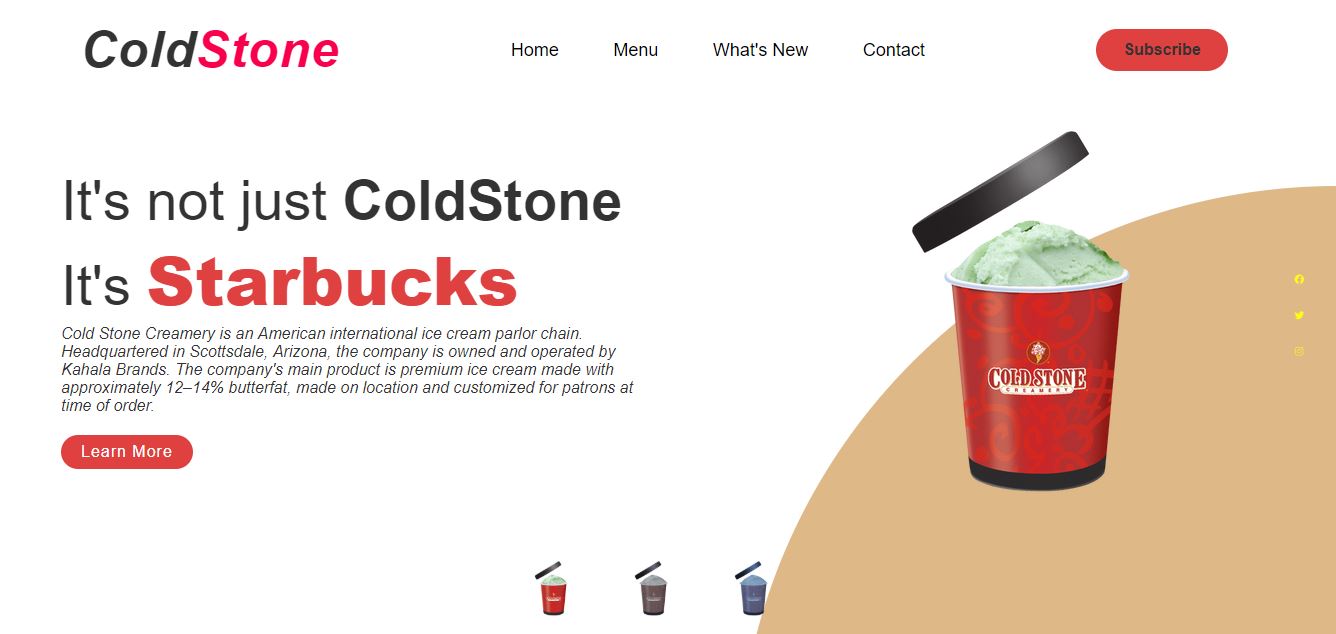 ColdStone
Home
Menu
What's New
Contact
Subscribe
It's not just ColdStone
It's Starbucks
Cold Stone Creamery is an American international ice cream parlor chain.
Headquartered in Scottsdale, Arizona, the company is owned and operated by
Kahala Brands. The company's main product is premium ice cream made with
approximately 12–14% butterfat, made on location and customized for patrons at
time of order.
Learn More
COLD STONE
CREAMERY